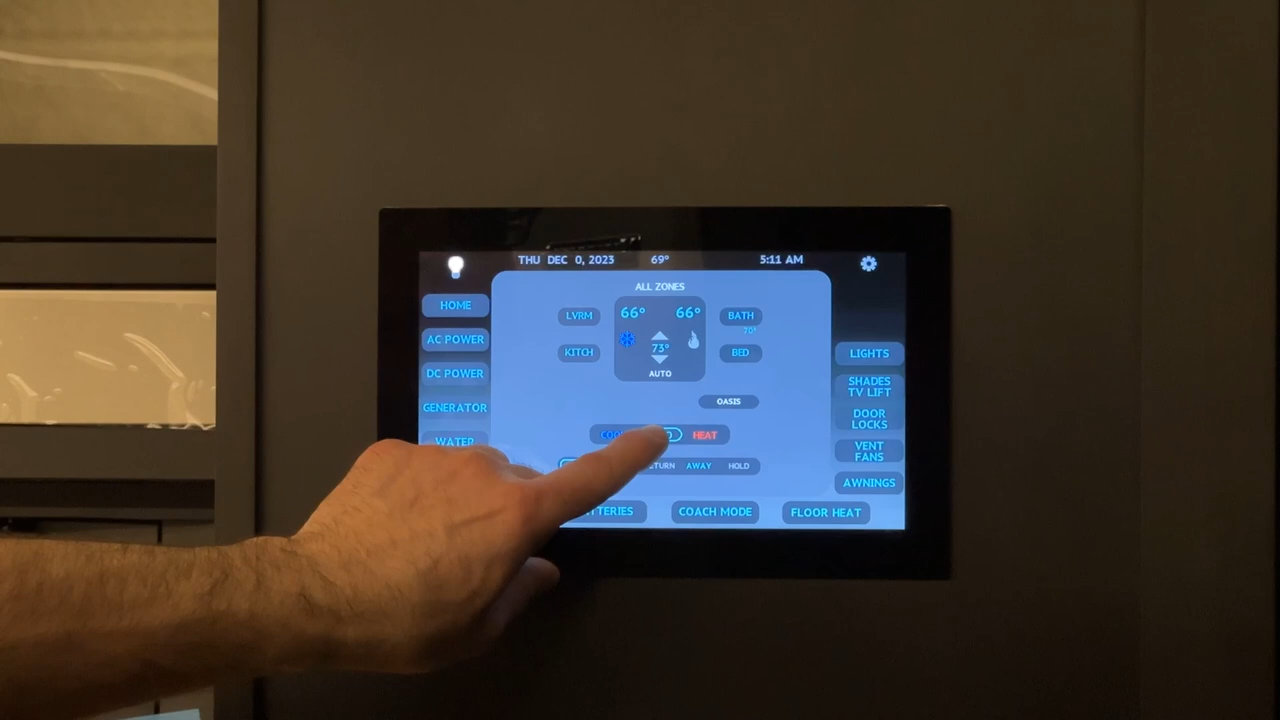 THU DEC 0, 2023 69° 5:11 AM
ALL ZONES
HOME
AC POWER
DC POWER
GENERATOR
WATER
LVRM
KITCH
66° 66°
73°
AUTO
BATH
70°
BED
OASIS
HEAT
AWAY HOLD
COACH MODE
FLOOR HEAT
LIGHTS
SHADES
TV LIFT
DOOR
LOCKS
VENT
FANS
AWNINGS